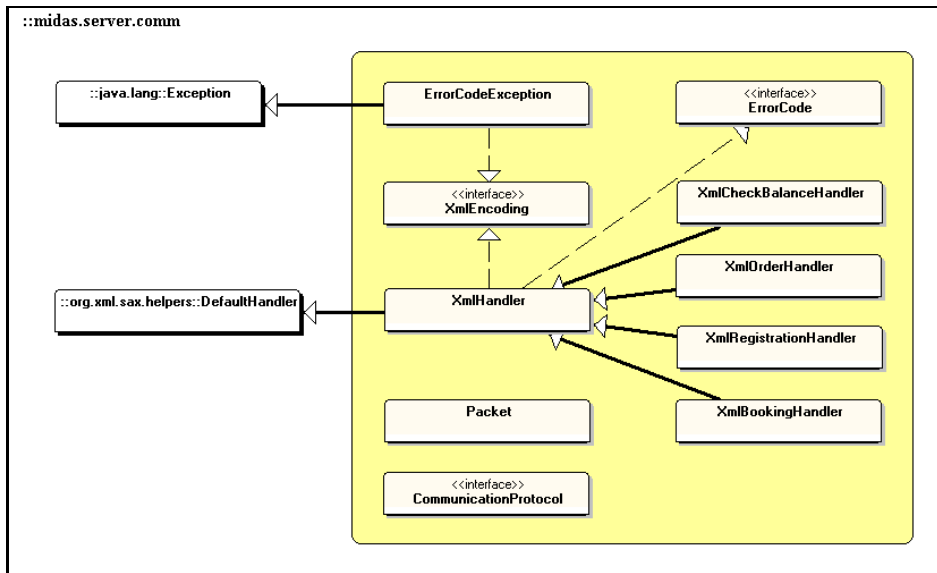 ::midas.server.comm
::java.lang::Exception
ErrorCodeException
<<interface>>
ErrorCode
<<interface>>
XmlEncoding
XmlCheckBalanceHandler
XmlOrderHandler
::org.xml.sax.helpers::DefaultHandler
XmlHandler
XmlRegistrationHandler
Packet
XmlBookingHandler
<<interface>>
CommunicationProtocol